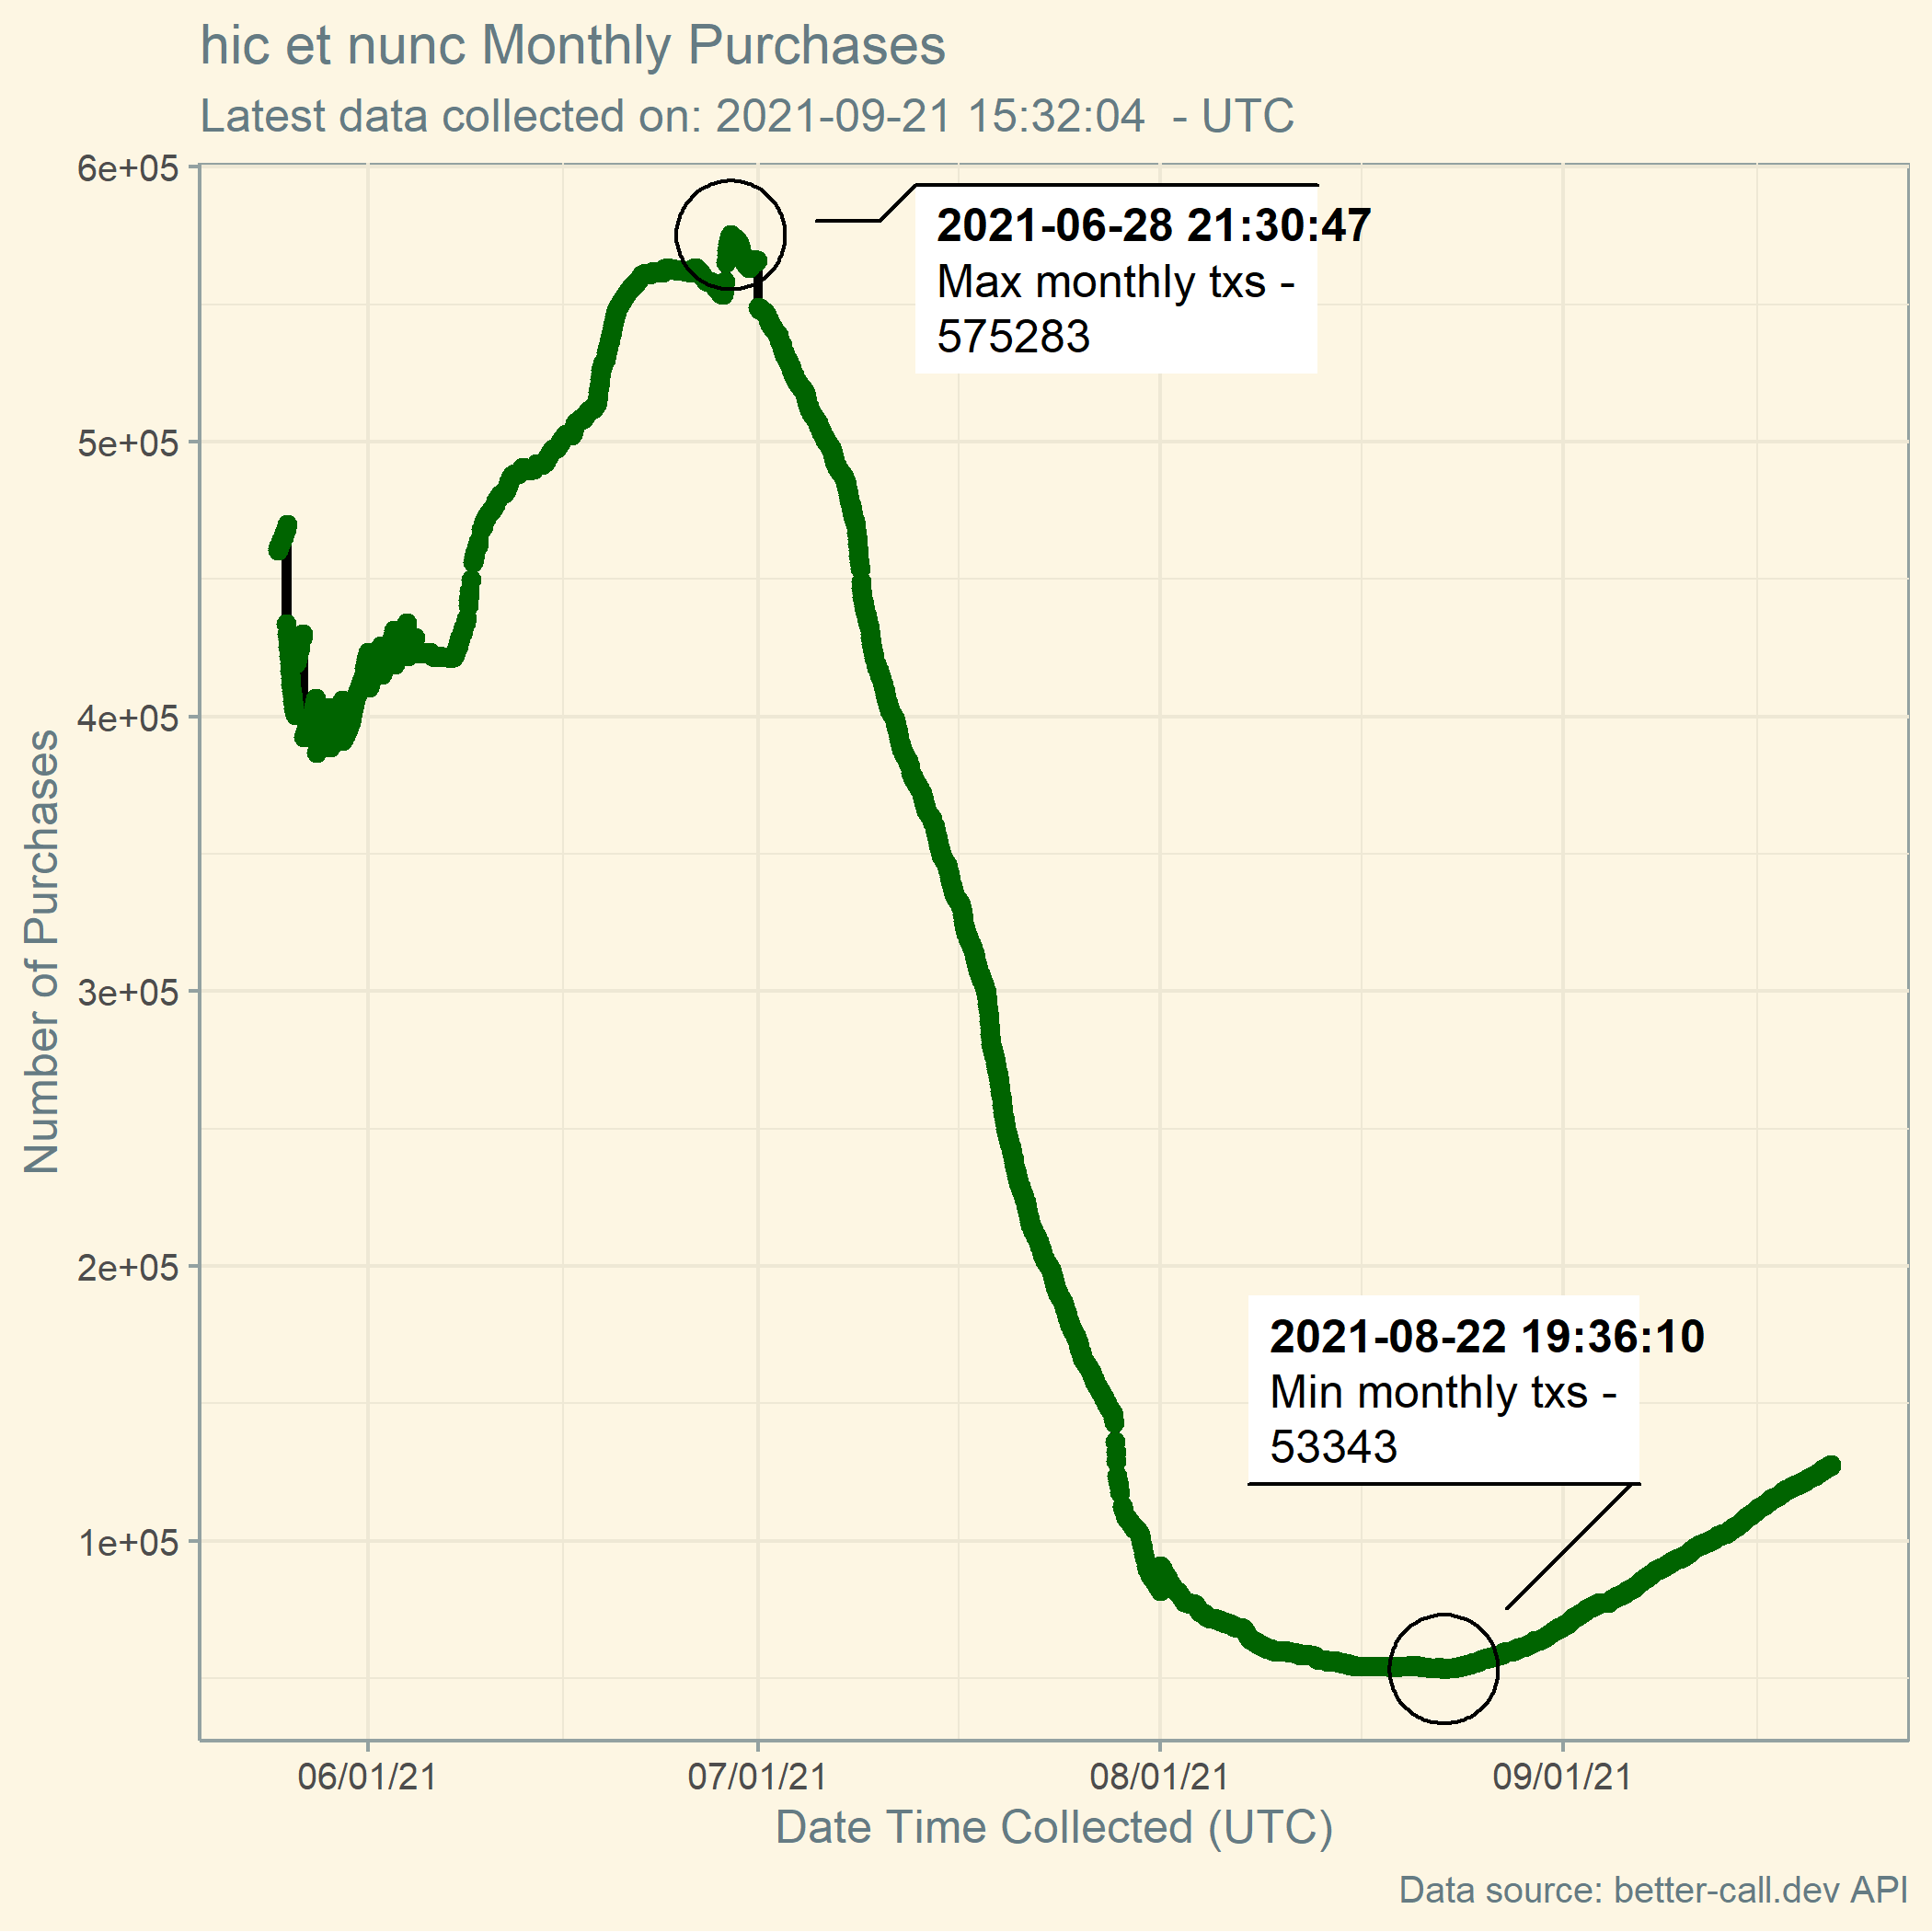 hic et nunc Monthly Purchases
Latest data collected on: 2021-09-21 15:32:04 - UTC
6e+05
5e+05
4e+05
3e+05
2e+05
1e+05
Number of Purchases
2021-06-28 21:30:47
Max monthly txs -
575283
2021-08-22 19:36:10
Min monthly txs -
53343
06/01/21
07/01/21
08/01/21
09/01/21
Date Time Collected (UTC)
Data source: better-call.dev API